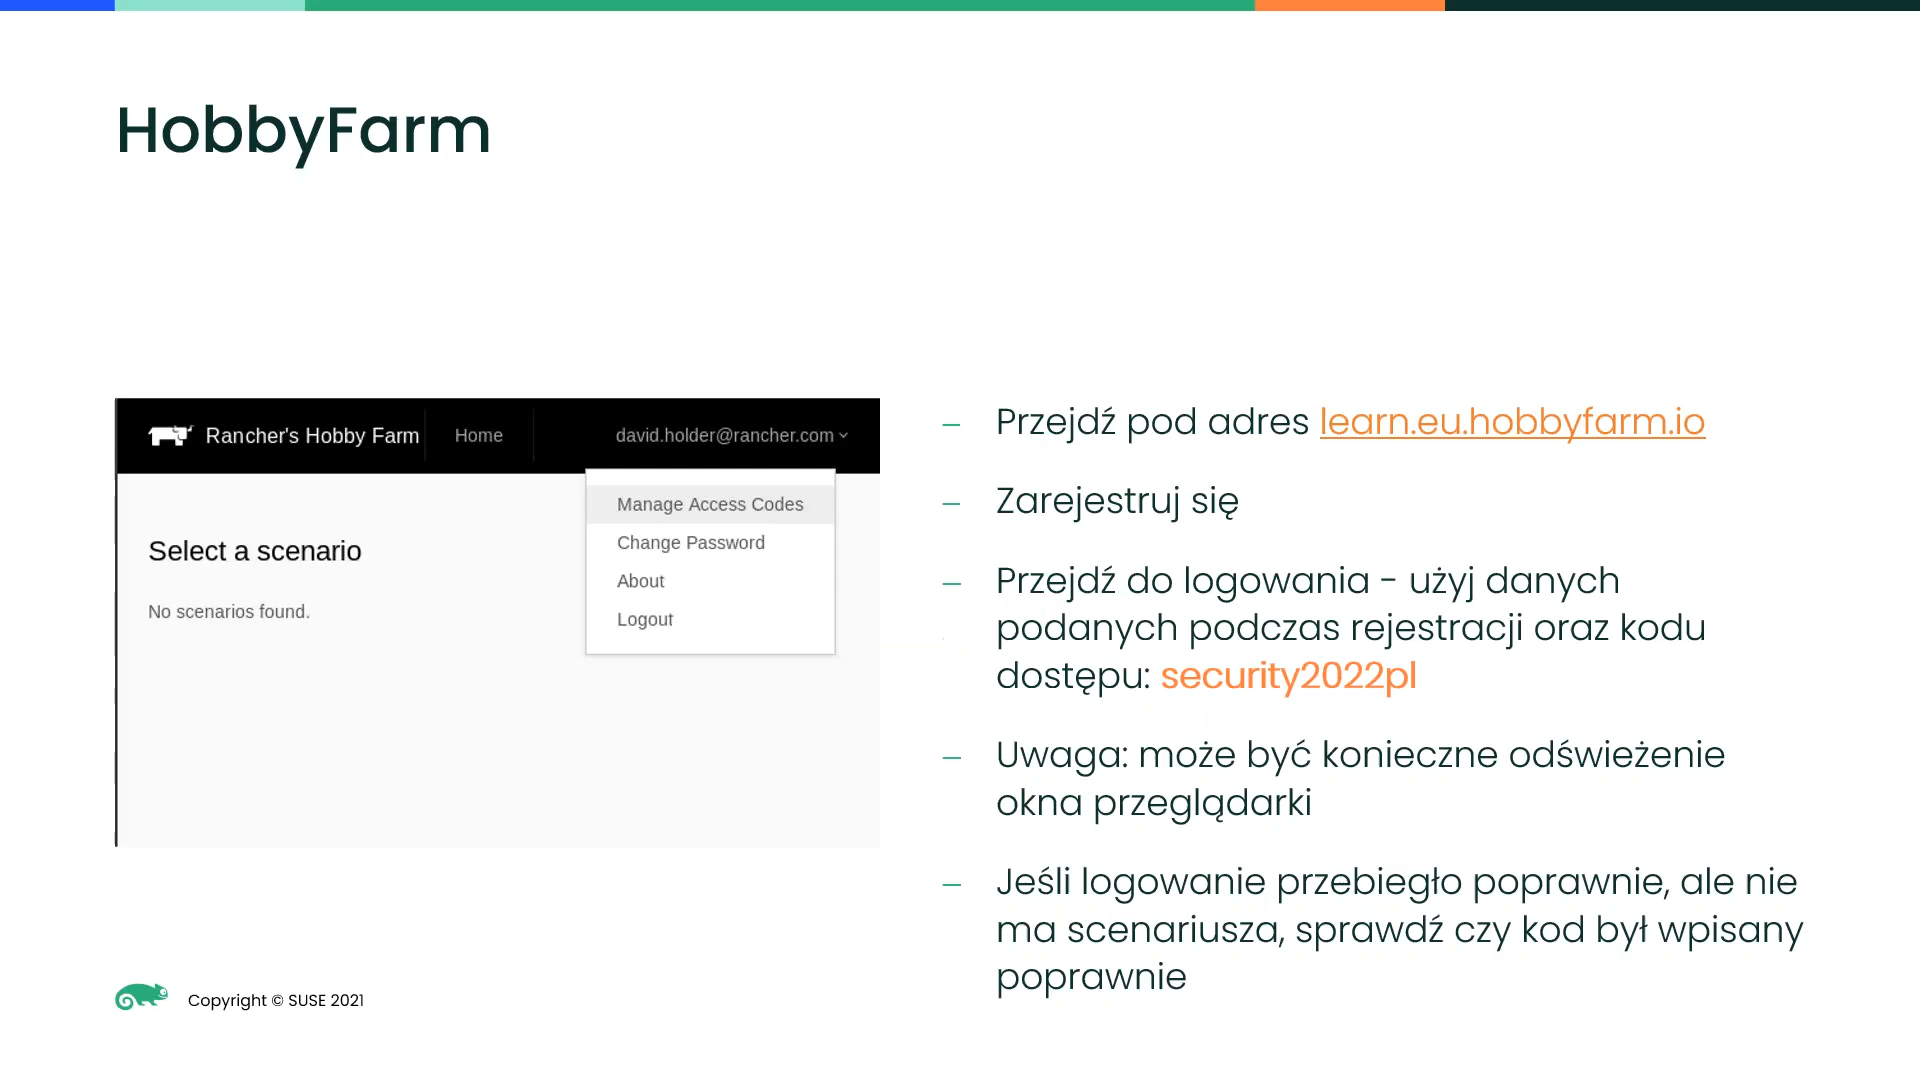 HobbyFarm
Rancher's Hobby Farm
Home
david.holder@rancher.com
Manage Access Codes
Change Password
About
Logout
Select a scenario
No scenarios found.
– Przejdź pod adres learn.eu.hobbyfarm.io
– Zarejestruj się
– Przejdź do logowania - użyj danych
podanych podczas rejestracji oraz kodu
dostępu: security2022pl
– Uwaga: może być konieczne odświeżenie
okna przeglądarki
– Jeśli logowanie przebiegło poprawnie, ale nie
ma scenariusza, sprawdź czy kod był wpisany
poprawnie
Copyright © SUSE 2021